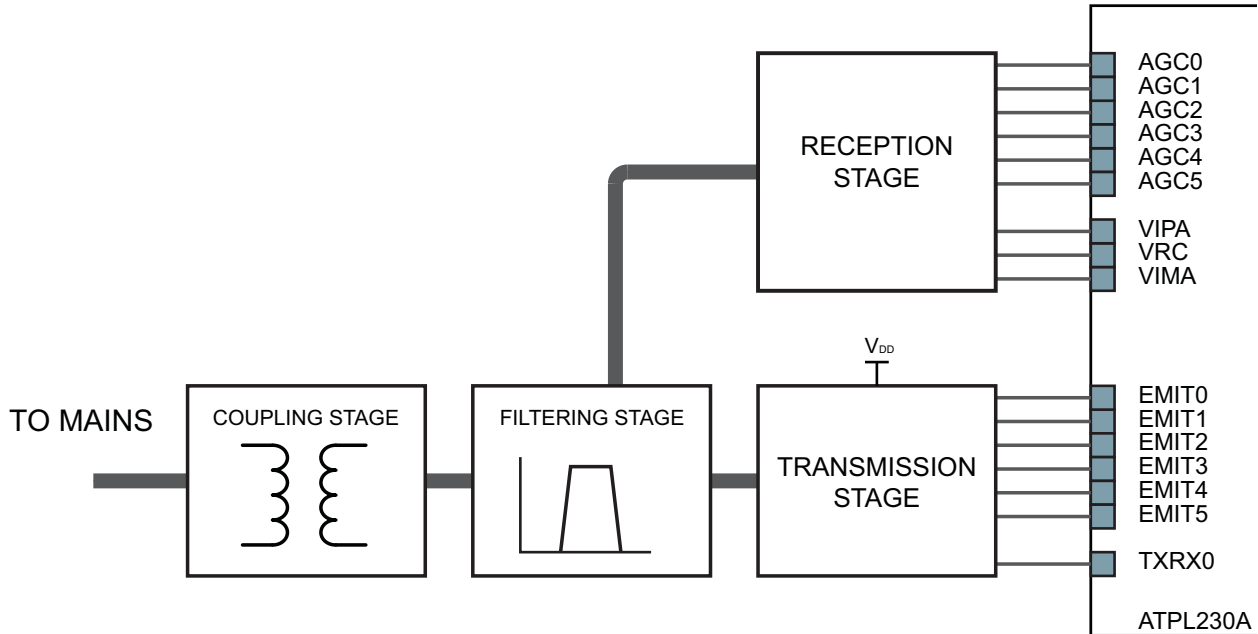 AGC0
AGC1
AGC2
AGC3
AGC4
AGC5
RECEPTION
STAGE
VIPA
VRC
VIMA
VDD
TO MAINS
COUPLING STAGE
FILTERING STAGE
TRANSMISSION
STAGE
EMIT0
EMIT1
EMIT2
EMIT3
EMIT4
EMIT5
TXRX0
ATPL230A